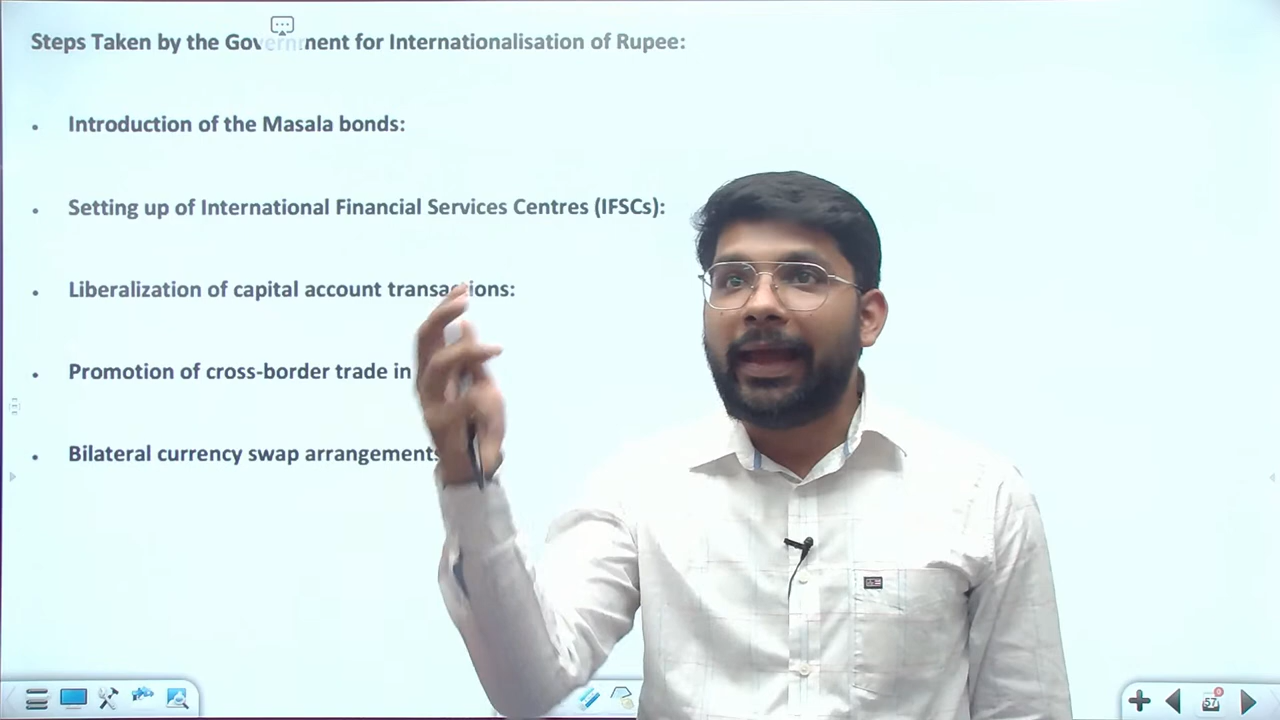 Steps Taken by the Government for Internationalisation of Rupee:
• Introduction of the Masala bonds:
• Setting up of International Financial Services Centres (IFSCs):
• Liberalization of capital account transactions:
• Promotion of cross-border trade in
• Bilateral currency swap arrangements
57